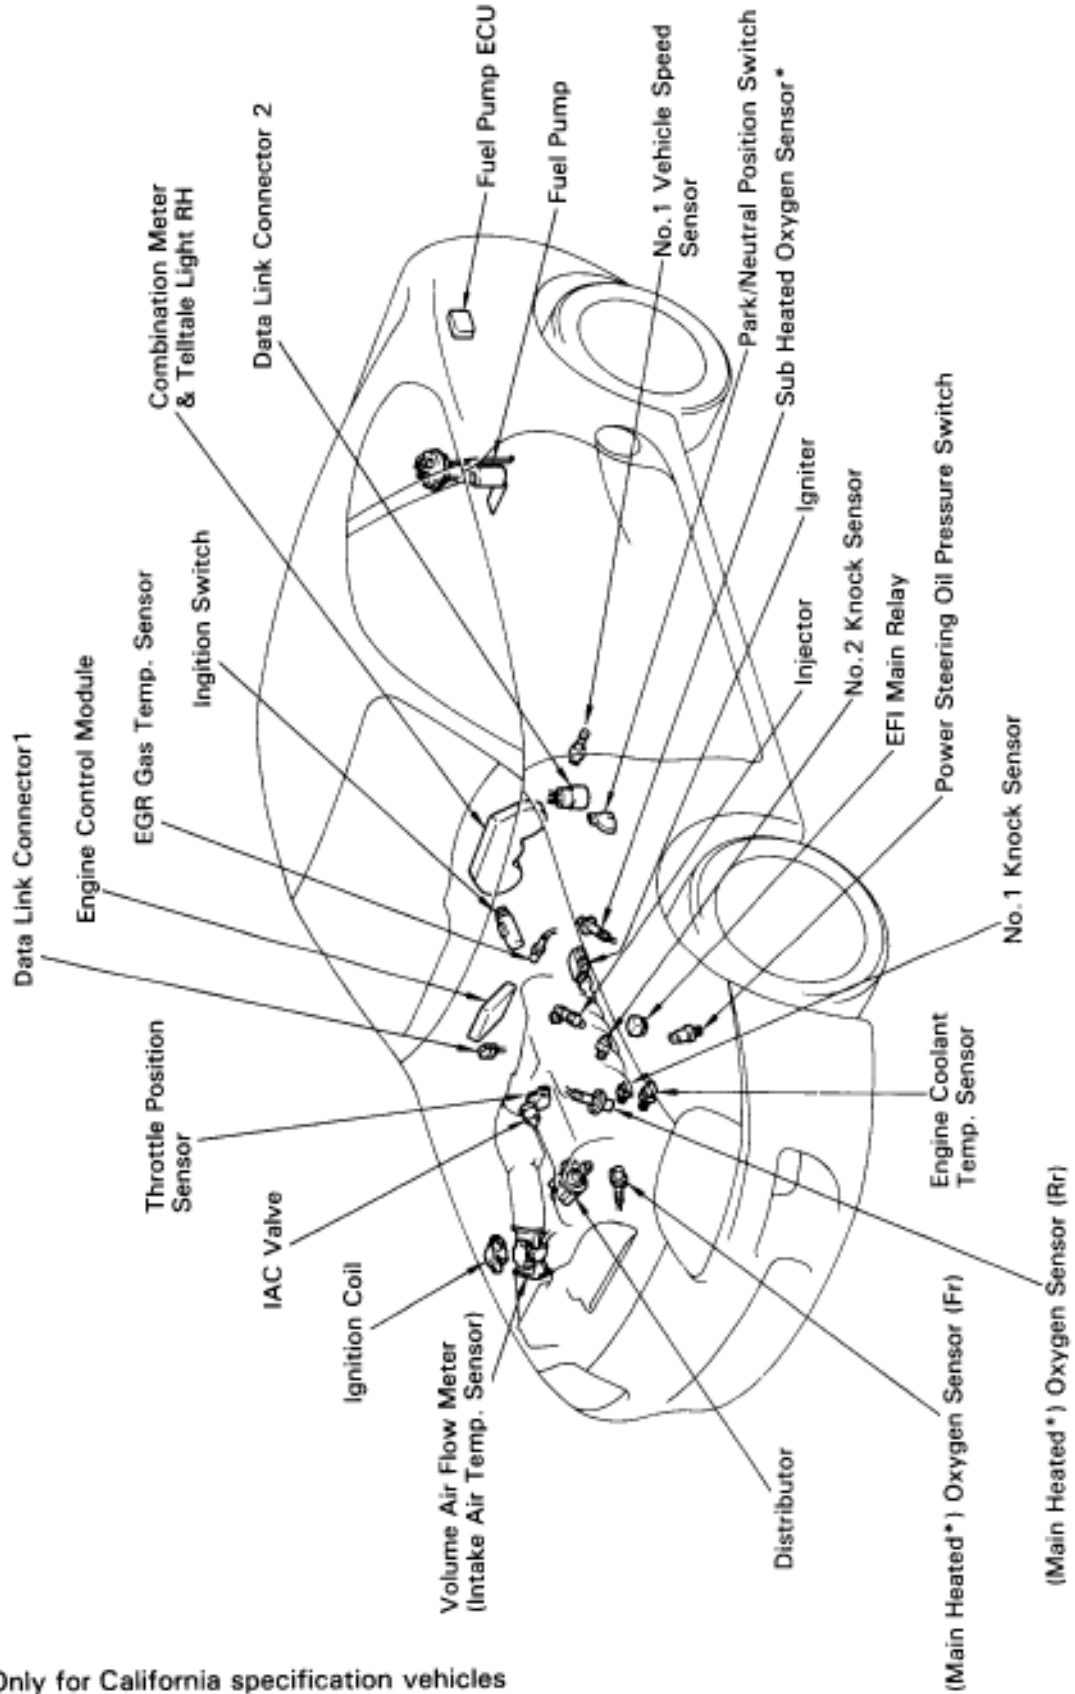 Fuel Pump ECU
Fuel Pump
Data Link Connector 2
Combination Meter
& Telltale Light RH
No.1 Vehicle Speed
Sensor
Park/Neutral Position Switch
Sub Heated Oxygen Sensor*
Igniter
Injector
No.2 Knock Sensor
EFI Main Relay
Power Steering Oil Pressure Switch
No.1 Knock Sensor
Ingition Switch
EGR Gas Temp. Sensor
Engine Control Module
Data Link Connector1
Throttle Position
Sensor
IAC Valve
Ignition Coil
Volume Air Flow Meter
(Intake Air Temp. Sensor)
Distributor
Engine Coolant
Temp. Sensor
(Main Heated*) Oxygen Sensor (Fr)
(Main Heated*) Oxygen Sensor (Rr)
Only for California specification vehicles